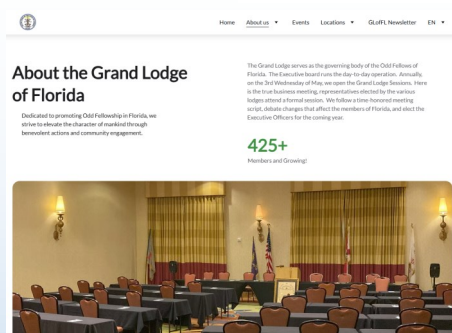 Home About us ▼ Events Locations ▼ GLofFL Newsletter EN ▼
About the Grand Lodge
of Florida
Dedicated to promoting Odd Fellowship in Florida, we
strive to elevate the character of mankind through
benevolent actions and community engagement.
The Grand Lodge serves as the governing body of the Odd Fellows of
Florida. The Executive board runs the day-to-day operation. Annually,
on the 3rd Wednesday of May, we open the Grand Lodge Sessions. Here
is the true business meeting, representatives elected by the various
lodges attend a formal session. We follow a time-honored meeting
script, debate changes that affect the members of Florida, and elect the
Executive Officers for the coming year.
425+
Members and Growing!